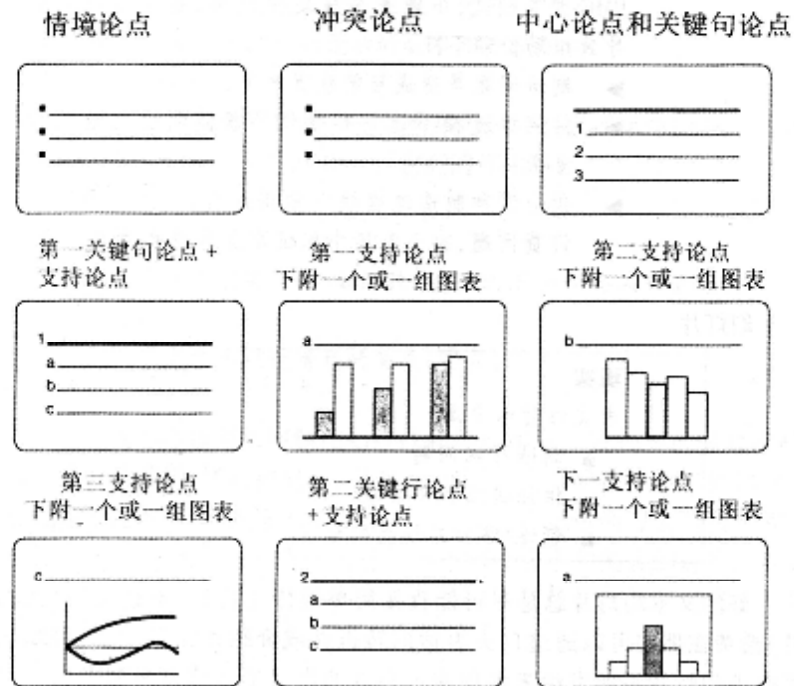 情境论点
冲突论点
中心论点和关键句论点
1
2
3
第一关键句论点+
支持论点
第一支持论点
下附一个或一组图表
第二支持论点
下附一个或一组图表
1
a
b
c
a
b
第三支持论点
下附一个或一组图表
第二关键行论点
+支持论点
下一支持论点
下附一个或一组图表
c
2
a
b
c
a